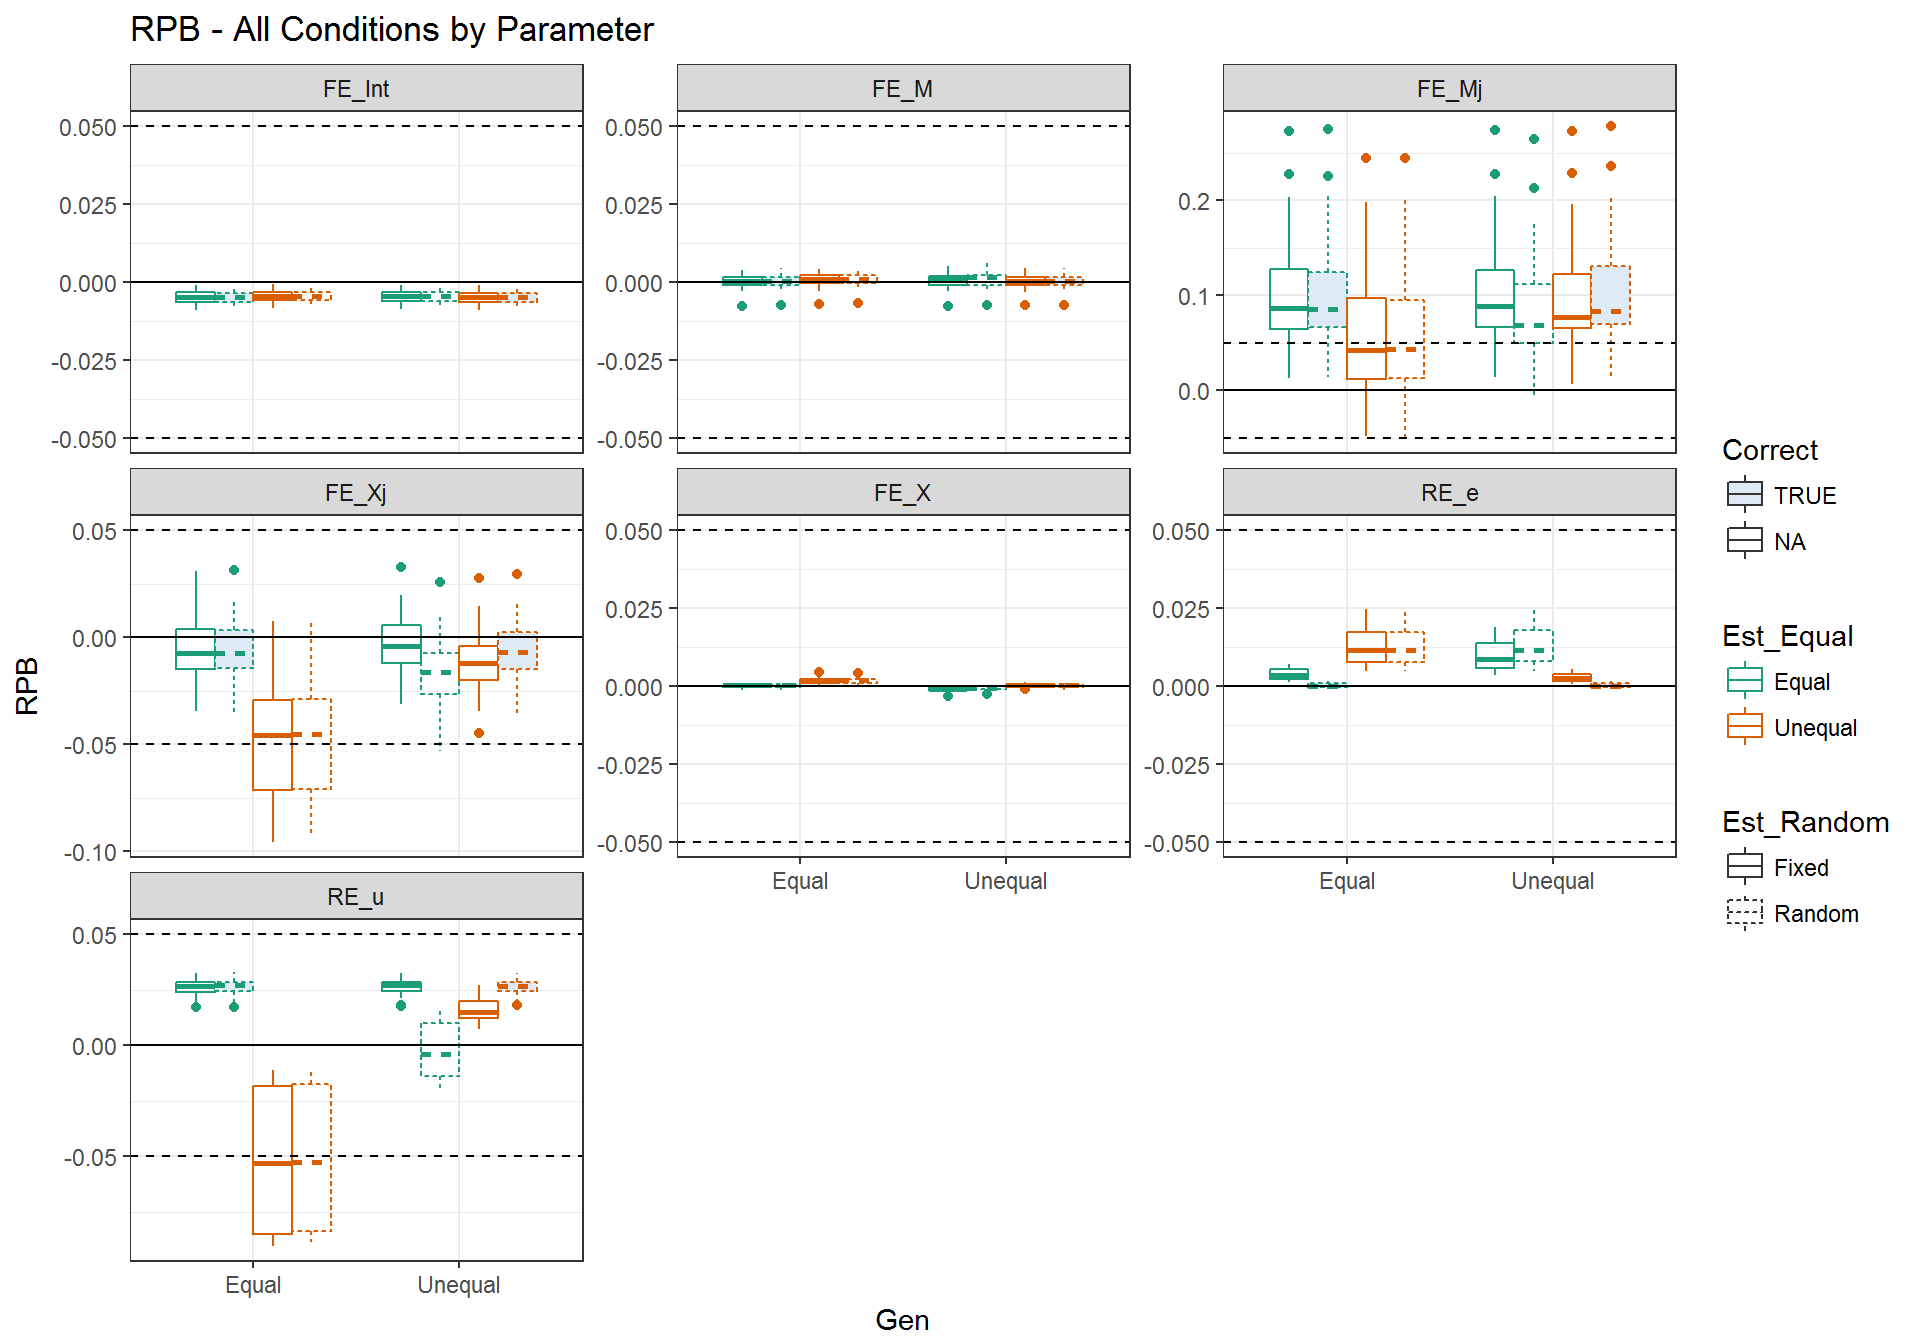 RPB - All Conditions by Parameter
FE_Int
FE_M
FE_Mj
0.050
0.025
0.000
-0.025
-0.050
0.050
0.025
0.000
-0.025
-0.050
0.2
0.1
0.0
FE_Xj
FE_X
RE_e
0.05
0.00
-0.05
-0.10
0.050
0.025
0.000
-0.025
-0.050
0.050
0.025
0.000
-0.025
-0.050
Equal
Unequal
Equal
Unequal
RE_u
0.05
0.00
-0.05
Equal
Unequal
RPB
Gen
Correct
TRUE
NA
Est_Equal
Equal
Unequal
Est_Random
Fixed
Random